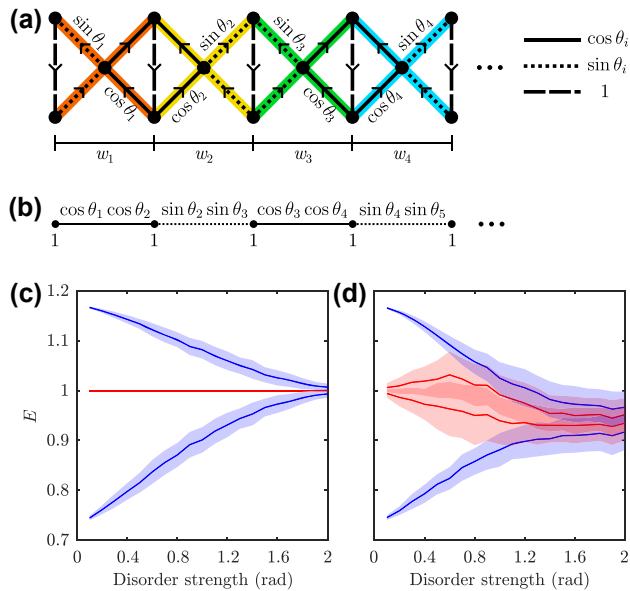 (a)
sin θ₁ sin θ₂ sin θ₃ sin θ₄
cos θ₁ cos θ₂ cos θ₃ cos θ₄
w₁ w₂ w₃ w₄
...
cos θᵢ
sin θᵢ
1
(b)
cos θ₁ cos θ₂ sin θ₂ sin θ₃ cos θ₃ cos θ₄ sin θ₄ sin θ₅
1 1 1 1 1 ...
(c)
1.2
1.1
1
0.9
0.8
0.7
E
0 0.4 0.8 1.2 1.6 2
Disorder strength (rad)
(d)
0 0.4 0.8 1.2 1.6 2
Disorder strength (rad)